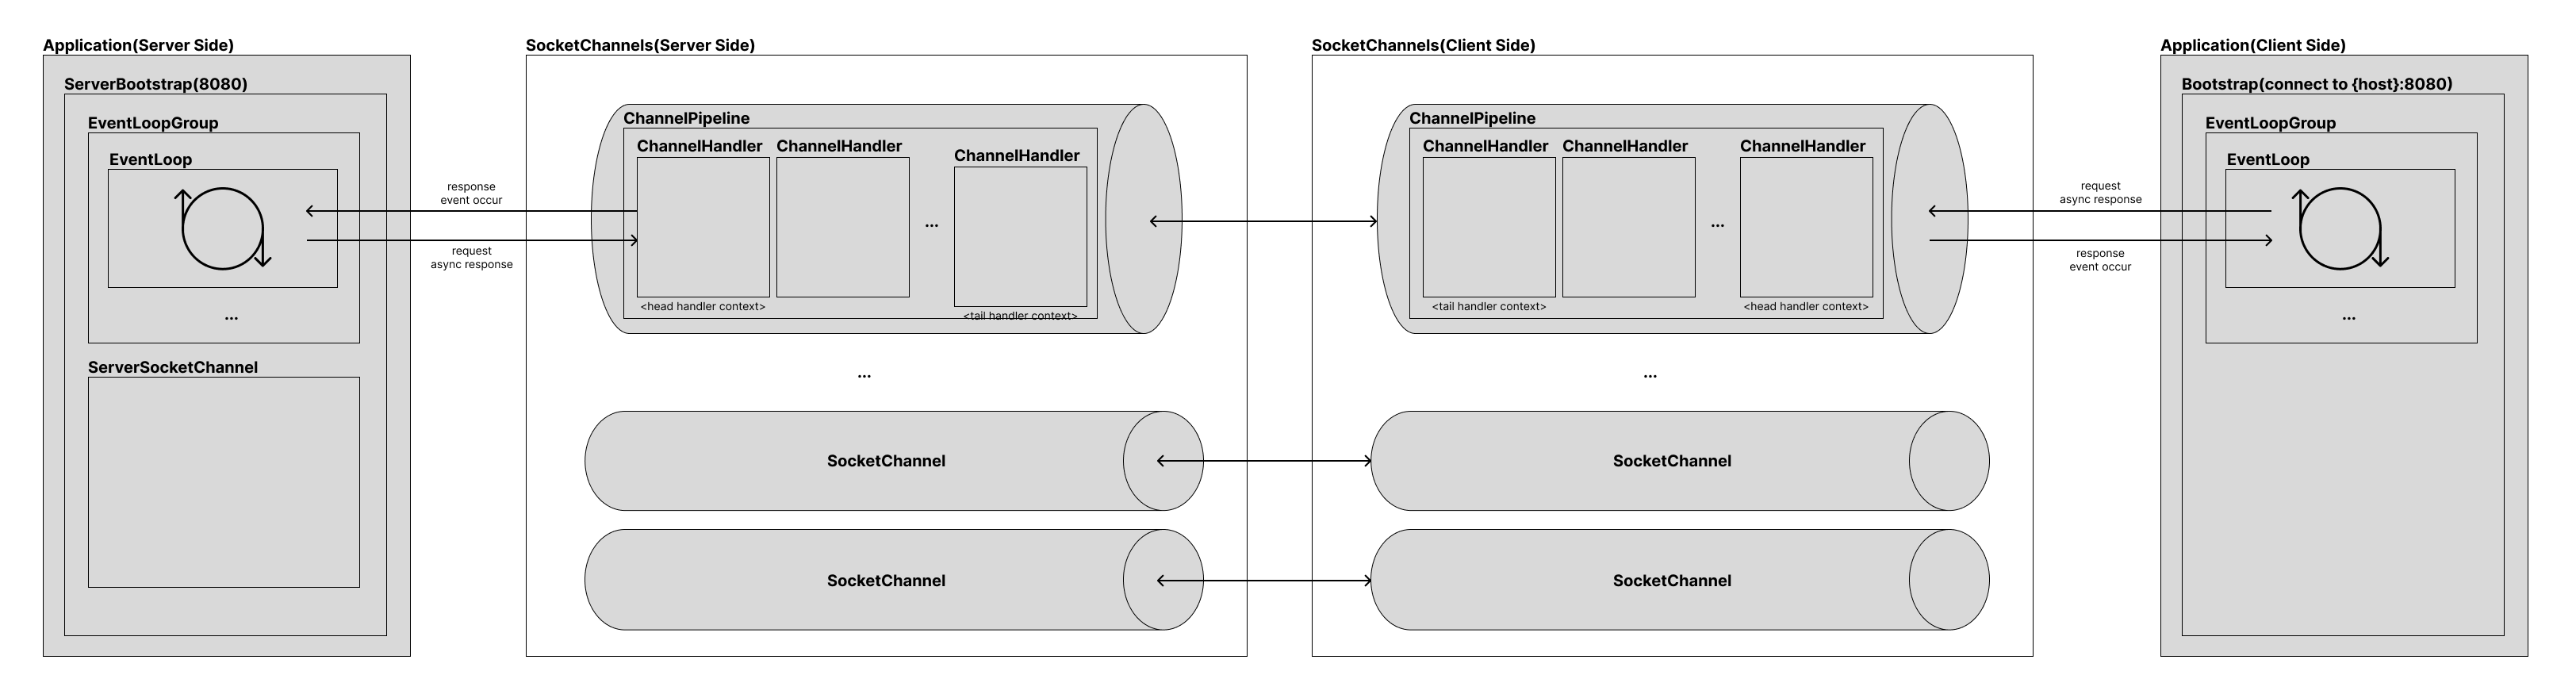 Application(Server Side)
ServerBootstrap(8080)
EventLoopGroup
EventLoop
...
ServerSocketChannel
response
event occur
request
async response
SocketChannels(Server Side)
ChannelPipeline
ChannelHandler
ChannelHandler
...
ChannelHandler
<head handler context>
<tail handler context>
...
SocketChannel
SocketChannel
SocketChannels(Client Side)
ChannelPipeline
ChannelHandler
ChannelHandler
...
ChannelHandler
<tail handler context>
<head handler context>
...
SocketChannel
SocketChannel
request
async response
response
event occur
Application(Client Side)
Bootstrap(connect to {host}:8080)
EventLoopGroup
EventLoop
...